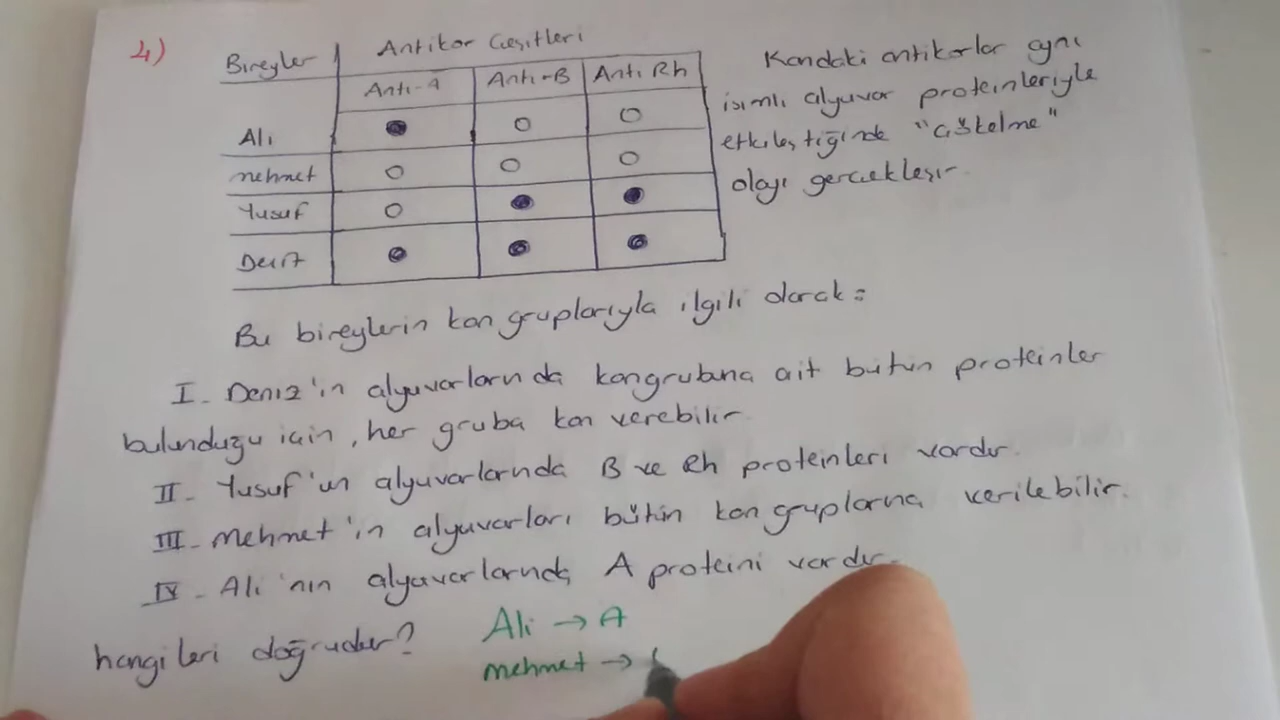 4)
Bireyler Antikor Çeşitleri
Anti-A Anti-B Anti Rh
Ali
mehmet
Yusuf
Deniz
Kandaki antikorlar aynı
isimli alyuvar proteinleriyle
etkileştiğinde "çökelme"
olayı gerçekleşir.
Bu bireylerin kan gruplarıyla ilgili olarak:
I- Deniz'in alyuvarlarında kangrubuna ait bütün proteinler
bulunduğu için, her gruba kan verebilir
II- Yusuf'un alyuvarlarında B ve Rh proteinleri vardır.
III- Mehmet'in alyuvarları bütün kan gruplarına verilebilir.
IV- Ali'nin alyuvarlarında A proteini vardır.
hangileri doğrudur?
Ali → A
mehmet →